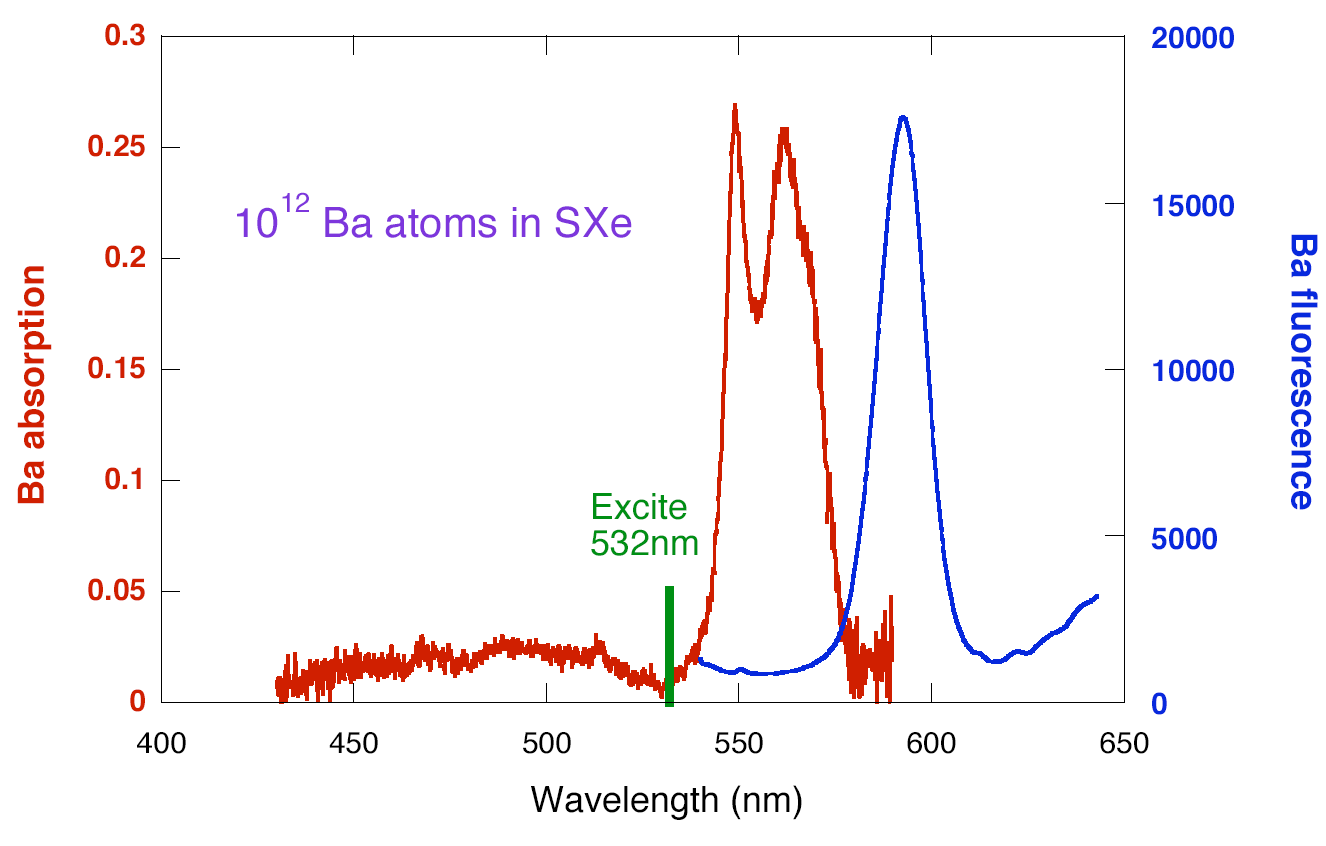 0.3
0.25
0.2
0.15
0.1
0.05
0
Ba absorption
20000
15000
10000
5000
0
Ba fluorescence
10¹² Ba atoms in SXe
Excite
532nm
400 450 500 550 600 650
Wavelength (nm)